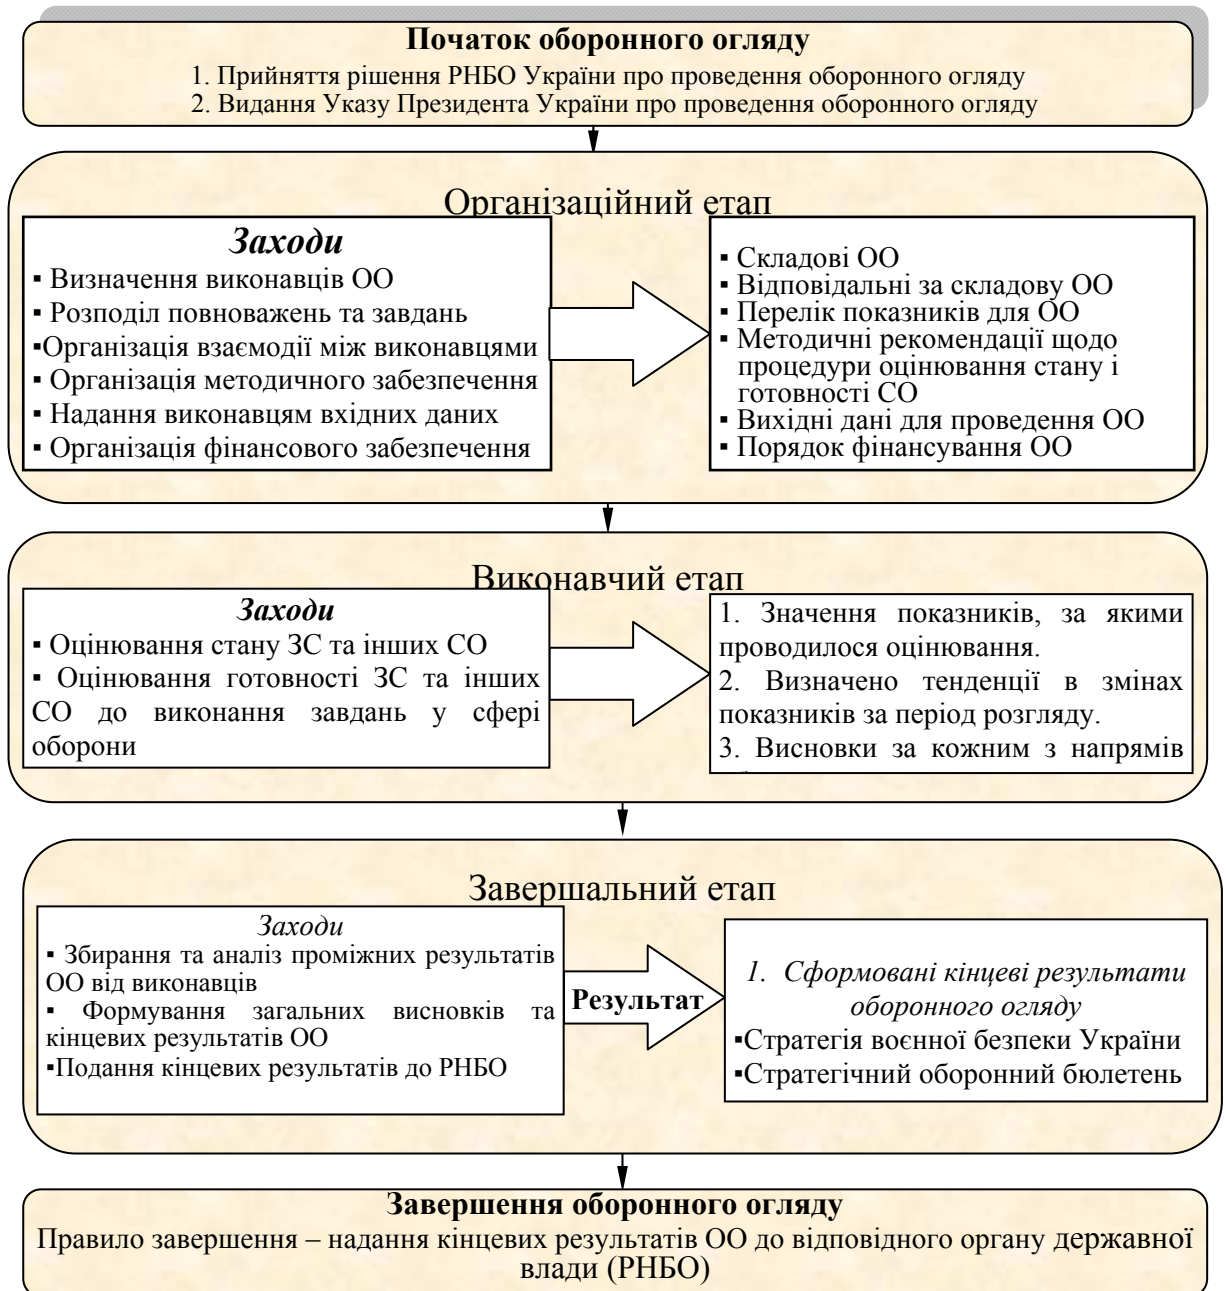 Початок оборонного огляду
1. Прийняття рішення РНБО України про проведення оборонного огляду
2. Видання Указу Президента України про проведення оборонного огляду
Організаційний етап
Заходи
▪ Визначення виконавців ОО
▪ Розподіл повноважень та завдань
▪Організація взаємодії між виконавцями
▪ Організація методичного забезпечення
▪ Надання виконавцям вхідних даних
▪ Організація фінансового забезпечення
▪ Складові ОО
▪ Відповідальні за складову ОО
▪ Перелік показників для ОО
▪ Методичні рекомендації щодо
процедури оцінювання стану і
готовності СО
▪ Вихідні дані для проведення ОО
▪ Порядок фінансування ОО
Виконавчий етап
Заходи
▪ Оцінювання стану ЗС та інших СО
▪ Оцінювання готовності ЗС та інших
СО до виконання завдань у сфері
оборони
1. Значення показників, за якими
проводилося оцінювання.
2. Визначено тенденції в змінах
показників за період розгляду.
3. Висновки за кожним з напрямів
Завершальний етап
Заходи
▪ Збирання та аналіз проміжних результатів
ОО від виконавців
▪ Формування загальних висновків та
кінцевих результатів ОО
▪Подання кінцевих результатів до РНБО
Результат
1. Сформовані кінцеві результати
оборонного огляду
▪Стратегія воєнної безпеки України
▪Стратегічний оборонний бюлетень
Завершення оборонного огляду
Правило завершення – надання кінцевих результатів ОО до відповідного органу державної
влади (РНБО)